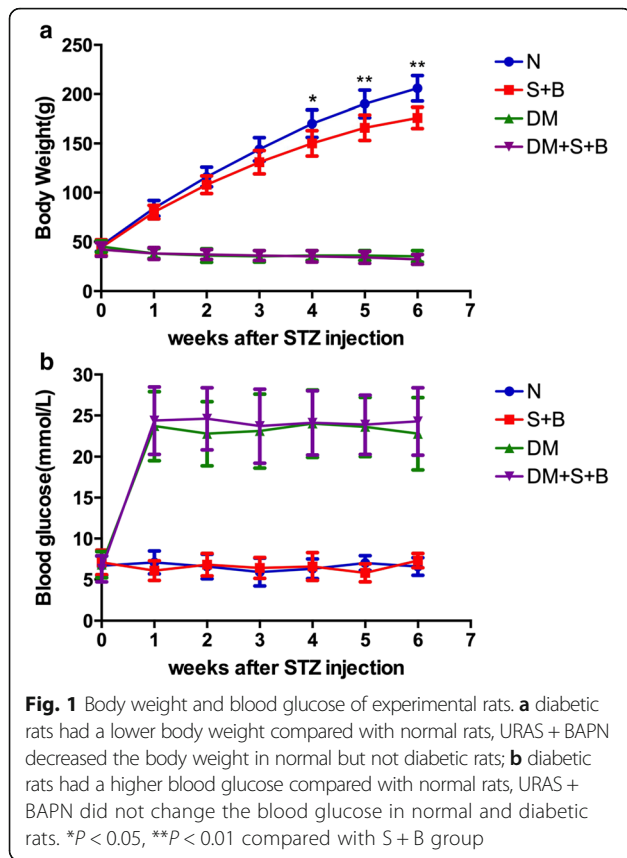 a
250
200
150
100
50
0
Body Weight(g)
*
**
**
N
S+B
DM
DM+S+B
0 1 2 3 4 5 6 7
weeks after STZ injection
b
30
25
20
15
10
5
0
Blood glucose(mmol/L)
N
S+B
DM
DM+S+B
0 1 2 3 4 5 6 7
weeks after STZ injection
Fig. 1 Body weight and blood glucose of experimental rats. a diabetic
rats had a lower body weight compared with normal rats, URAS + BAPN
decreased the body weight in normal but not diabetic rats; b diabetic
rats had a higher blood glucose compared with normal rats, URAS +
BAPN did not change the blood glucose in normal and diabetic
rats. *P < 0.05, **P < 0.01 compared with S + B group